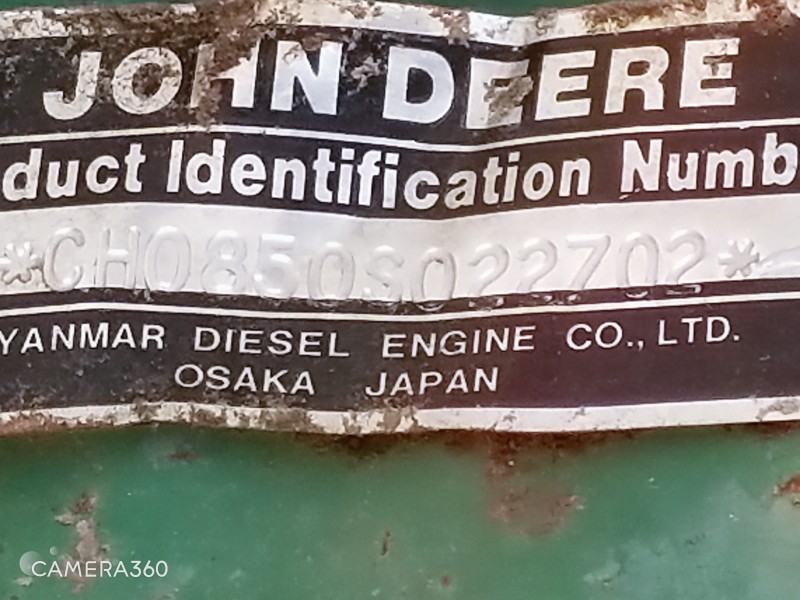 JOHN DEERE
duct Identification Numb
*CH0850S022702*
YANMAR DIESEL ENGINE CO., LTD.
OSAKA JAPAN
CAMERA360